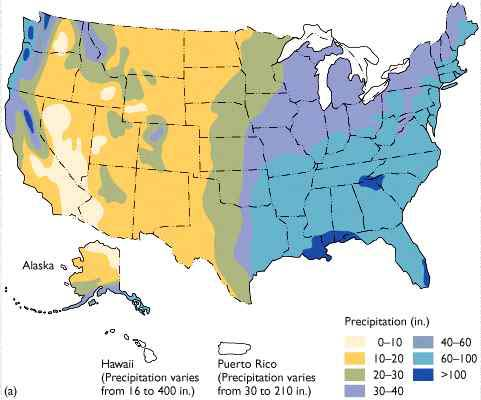 Alaska
Hawaii
(Precipitation varies
from 16 to 400 in.)
Puerto Rico
(Precipitation varies
from 30 to 210 in.)
Precipitation (in.)
0–10
10–20
20–30
30–40
40–60
60–100
>100
(a)